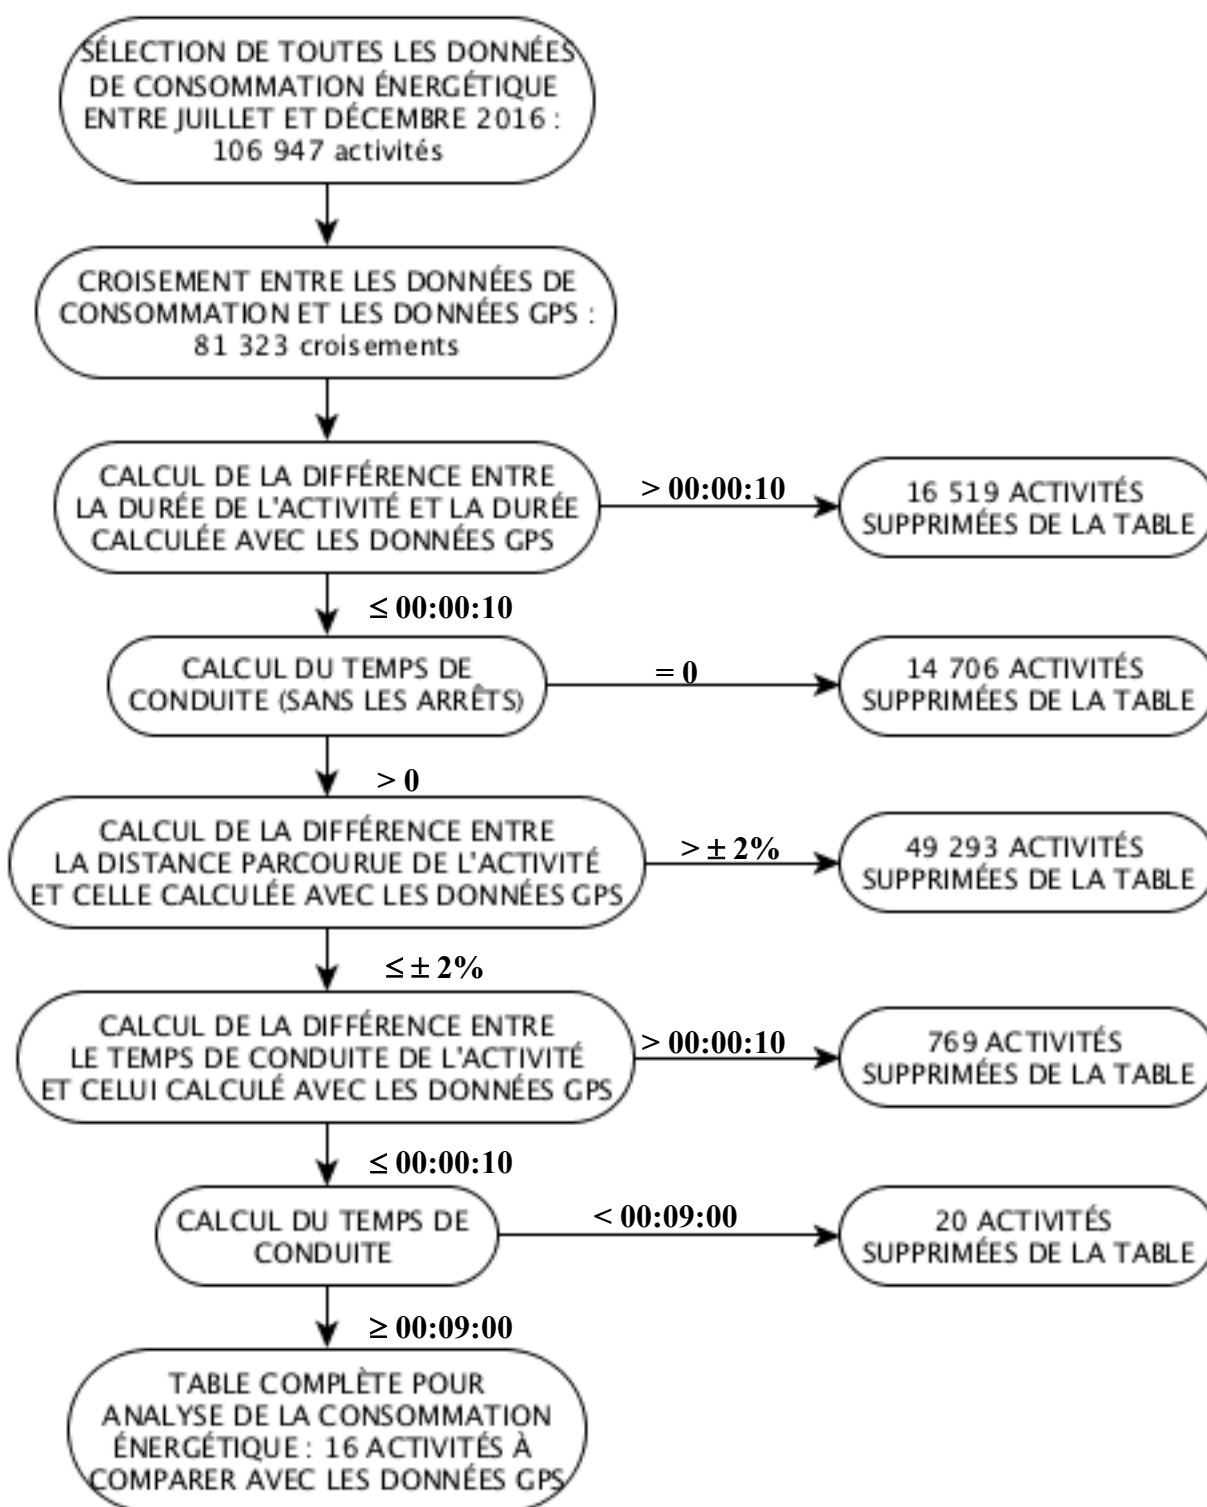 SÉLECTION DE TOUTES LES DONNÉES
DE CONSOMMATION ÉNERGÉTIQUE
ENTRE JUILLET ET DÉCEMBRE 2016 :
106 947 activités
CROISEMENT ENTRE LES DONNÉES DE
CONSOMMATION ET LES DONNÉES GPS :
81 323 croisements
CALCUL DE LA DIFFÉRENCE ENTRE
LA DURÉE DE L'ACTIVITÉ ET LA DURÉE
CALCULÉE AVEC LES DONNÉES GPS
> 00:00:10
16 519 ACTIVITÉS
SUPPRIMÉES DE LA TABLE
≤ 00:00:10
CALCUL DU TEMPS DE
CONDUITE (SANS LES ARRÊTS)
= 0
14 706 ACTIVITÉS
SUPPRIMÉES DE LA TABLE
> 0
CALCUL DE LA DIFFÉRENCE ENTRE
LA DISTANCE PARCOURUE DE L'ACTIVITÉ
ET CELLE CALCULÉE AVEC LES DONNÉES GPS
> ± 2%
49 293 ACTIVITÉS
SUPPRIMÉES DE LA TABLE
≤ ± 2%
CALCUL DE LA DIFFÉRENCE ENTRE
LE TEMPS DE CONDUITE DE L'ACTIVITÉ
ET CELUI CALCULÉ AVEC LES DONNÉES GPS
> 00:00:10
769 ACTIVITÉS
SUPPRIMÉES DE LA TABLE
≤ 00:00:10
CALCUL DU TEMPS DE
CONDUITE
< 00:09:00
20 ACTIVITÉS
SUPPRIMÉES DE LA TABLE
≥ 00:09:00
TABLE COMPLÈTE POUR
ANALYSE DE LA CONSOMMATION
ÉNERGÉTIQUE : 16 ACTIVITÉS À
COMPARER AVEC LES DONNÉES GPS